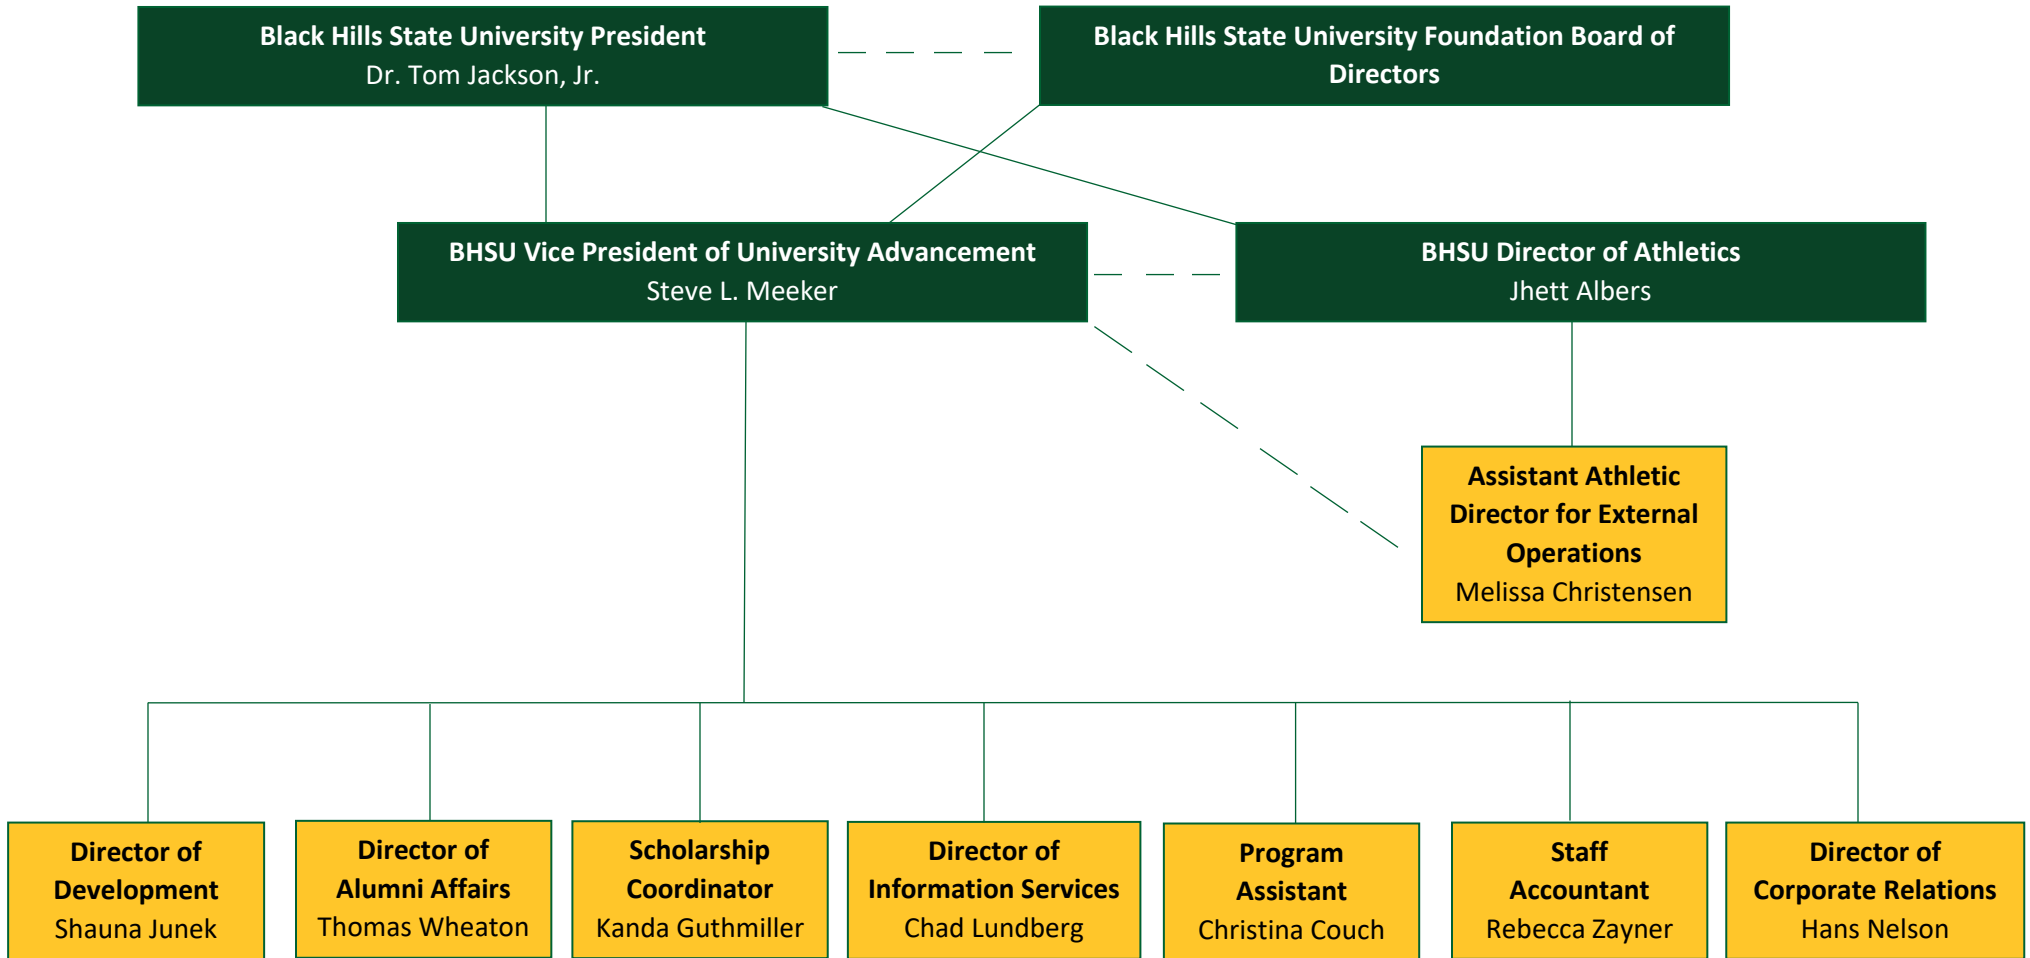 Black Hills State University President
Dr. Tom Jackson, Jr.
Black Hills State University Foundation Board of
Directors
BHSU Vice President of University Advancement
Steve L. Meeker
BHSU Director of Athletics
Jhett Albers
Assistant Athletic
Director for External
Operations
Melissa Christensen
Director of
Development
Shauna Junek
Director of
Alumni Affairs
Thomas Wheaton
Scholarship
Coordinator
Kanda Guthmiller
Director of
Information Services
Chad Lundberg
Program
Assistant
Christina Couch
Staff
Accountant
Rebecca Zayner
Director of
Corporate Relations
Hans Nelson